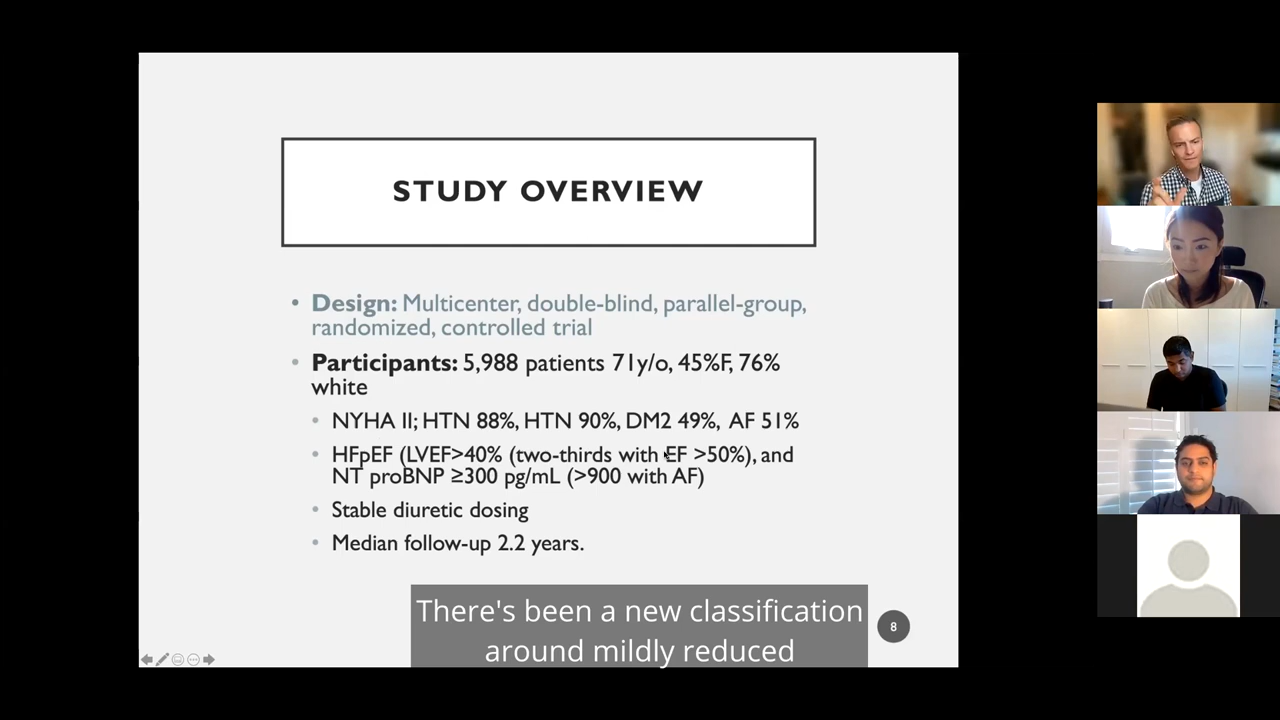 STUDY OVERVIEW
• Design: Multicenter, double-blind, parallel-group,
randomized, controlled trial
• Participants: 5,988 patients 71y/o, 45%F, 76%
white
• NYHA II; HTN 88%, HTN 90%, DM2 49%, AF 51%
• HFpEF (LVEF>40% (two-thirds with EF >50%), and
NT proBNP ≥300 pg/mL (>900 with AF)
• Stable diuretic dosing
• Median follow-up 2.2 years.
There's been a new classification
around mildly reduced
8